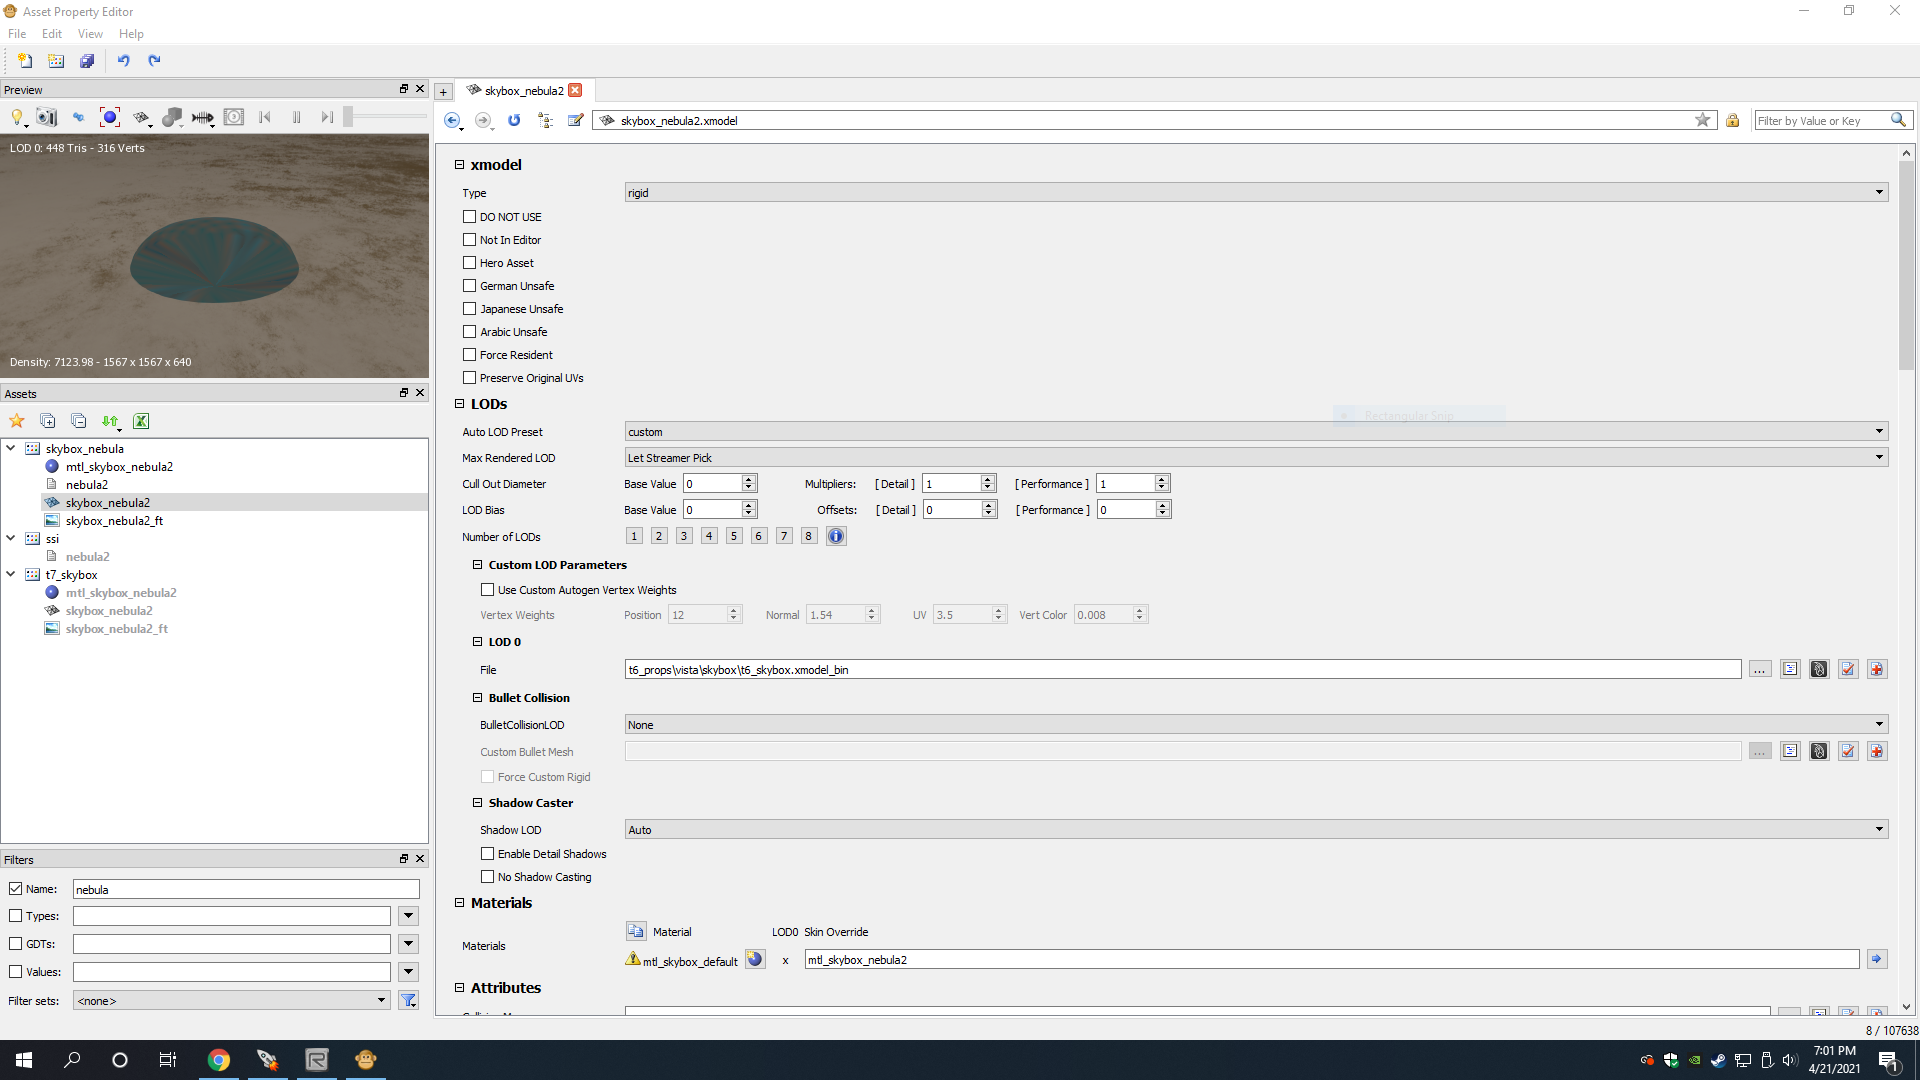 Asset Property Editor
File Edit View Help
Preview
skybox_nebula2
skybox_nebula2.xmodel
Filter by Value or Key
LOD 0: 448 Tris - 316 Verts
Density: 7123.98 - 1567 x 1567 x 640
Assets
skybox_nebula
mtl_skybox_nebula2
nebula2
skybox_nebula2
skybox_nebula2_ft
ssi
nebula2
t7_skybox
mtl_skybox_nebula2
skybox_nebula2
skybox_nebula2_ft
Filters
Name: nebula
Types:
GDTs:
Values:
Filter sets: <none>
xmodel
Type rigid
DO NOT USE
Not In Editor
Hero Asset
German Unsafe
Japanese Unsafe
Arabic Unsafe
Force Resident
Preserve Original UVs
LODs
Rectangular Snip
Auto LOD Preset custom
Max Rendered LOD Let Streamer Pick
Cull Out Diameter Base Value 0 Multipliers: [ Detail ] 1 [ Performance ] 1
LOD Bias Base Value 0 Offsets: [ Detail ] 0 [ Performance ] 0
Number of LODs 1 2 3 4 5 6 7 8
Custom LOD Parameters
Use Custom Autogen Vertex Weights
Vertex Weights Position 12 Normal 1.54 UV 3.5 Vert Color 0.008
LOD 0
File t6_props\vista\skybox\t6_skybox.xmodel_bin ...
Bullet Collision
BulletCollisionLOD None
Custom Bullet Mesh ...
Force Custom Rigid
Shadow Caster
Shadow LOD Auto
Enable Detail Shadows
No Shadow Casting
Materials
Material LOD0 Skin Override
Materials
mtl_skybox_default x mtl_skybox_nebula2
Attributes
8 / 107638
7:01 PM
4/21/2021
1